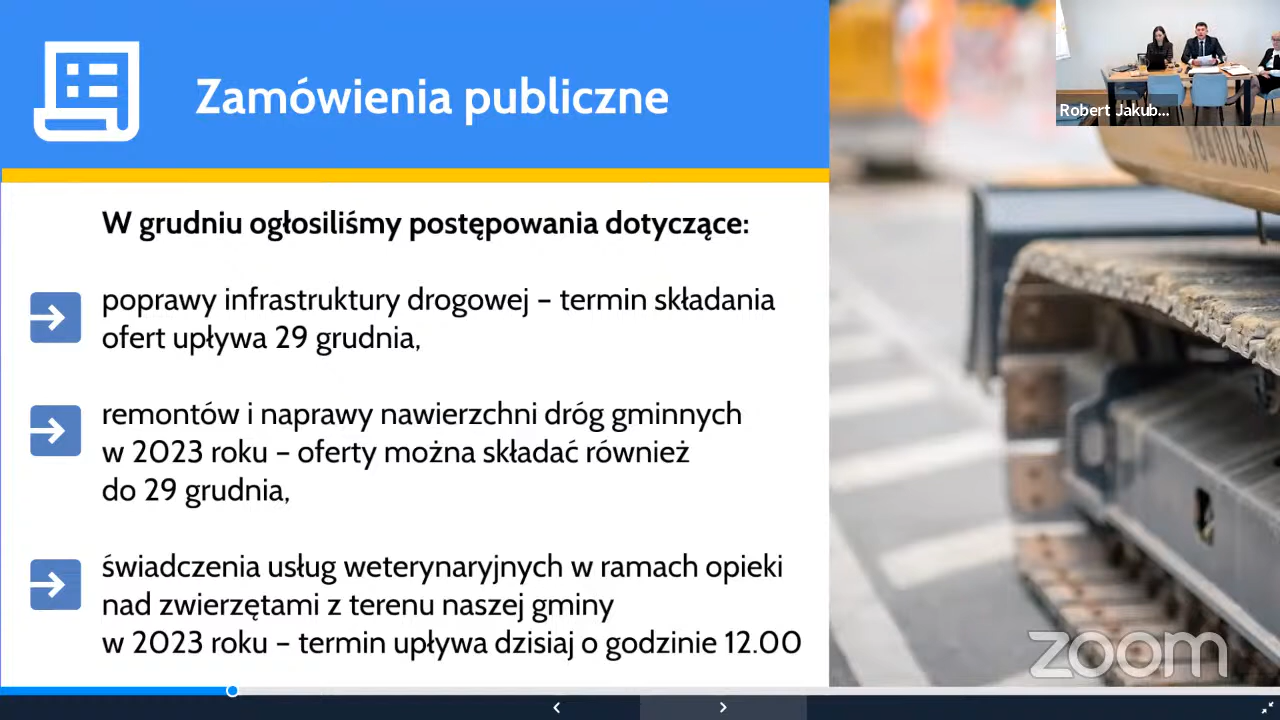 Zamówienia publiczne
Robert Jakub...
W grudniu ogłosiliśmy postępowania dotyczące:
poprawy infrastruktury drogowej – termin składania
ofert upływa 29 grudnia,
remontów i naprawy nawierzchni dróg gminnych
w 2023 roku – oferty można składać również
do 29 grudnia,
świadczenia usług weterynaryjnych w ramach opieki
nad zwierzętami z terenu naszej gminy
w 2023 roku – termin upływa dzisiaj o godzinie 12.00
zoom